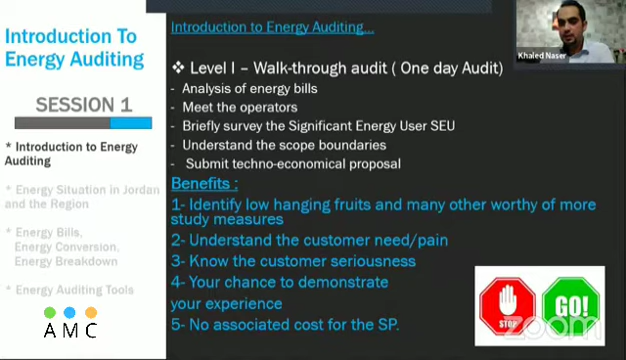 Introduction To
Energy Auditing
SESSION 1
* Introduction to Energy
Auditing
* Energy Situation in Jordan
and the Region
* Energy Bills,
Energy Conversion,
Energy Breakdown
* Energy Auditing Tools
AMC
Introduction to Energy Auditing...
❖ Level I – Walk-through audit ( One day Audit)
- Analysis of energy bills
- Meet the operators
- Briefly survey the Significant Energy User SEU
- Understand the scope boundaries
- Submit techno-economical proposal
Benefits :
1- Identify low hanging fruits and many other worthy of more
study measures
2- Understand the customer need/pain
3- Know the customer seriousness
4- Your chance to demonstrate
your experience
5- No associated cost for the SP.
Khaled Naser
STOP
GO!
zoom